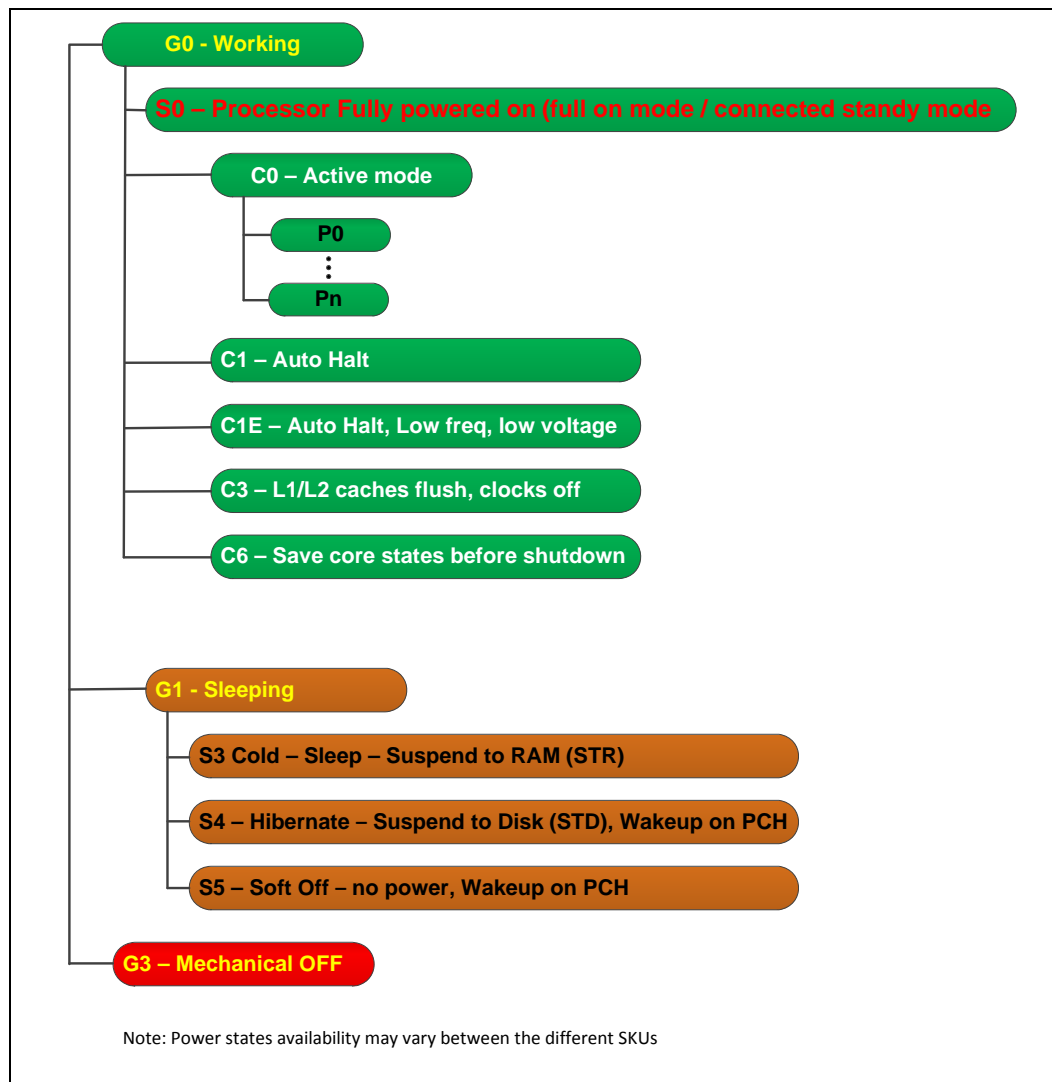 G0 - Working
S0 – Processor Fully powered on (full on mode / connected standy mode
C0 – Active mode
P0
Pn
C1 – Auto Halt
C1E – Auto Halt, Low freq, low voltage
C3 – L1/L2 caches flush, clocks off
C6 – Save core states before shutdown
G1 - Sleeping
S3 Cold – Sleep – Suspend to RAM (STR)
S4 – Hibernate – Suspend to Disk (STD), Wakeup on PCH
S5 – Soft Off – no power, Wakeup on PCH
G3 – Mechanical OFF
Note: Power states availability may vary between the different SKUs